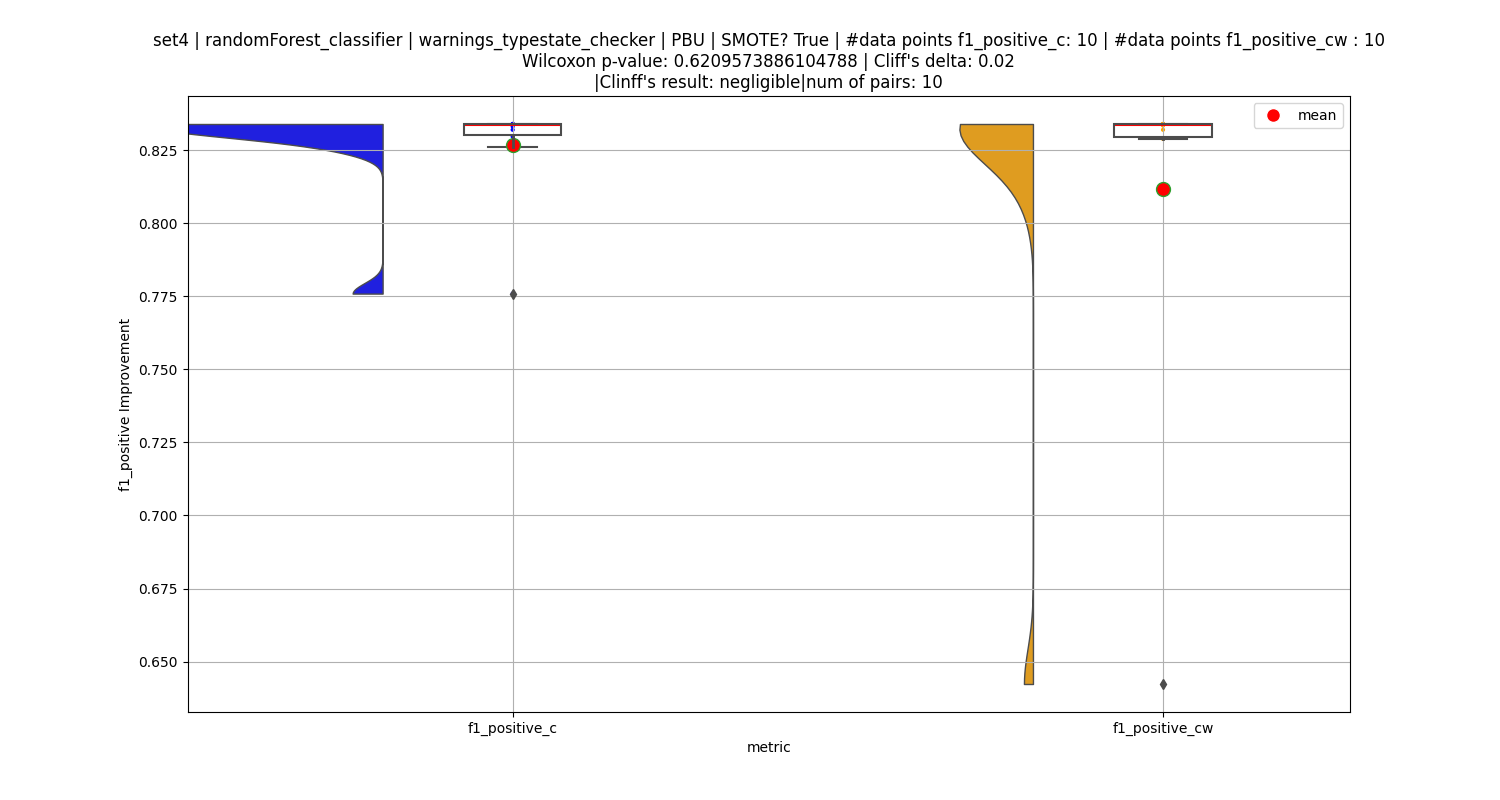 set4 | randomForest_classifier | warnings_typestate_checker | PBU | SMOTE? True | #data points f1_positive_c: 10 | #data points f1_positive_cw : 10
Wilcoxon p-value: 0.6209573886104788 | Cliff's delta: 0.02
|Clinff's result: negligible|num of pairs: 10
mean
0.825
0.800
0.775
0.750
0.725
0.700
0.675
0.650
f1_positive Improvement
f1_positive_c
f1_positive_cw
metric